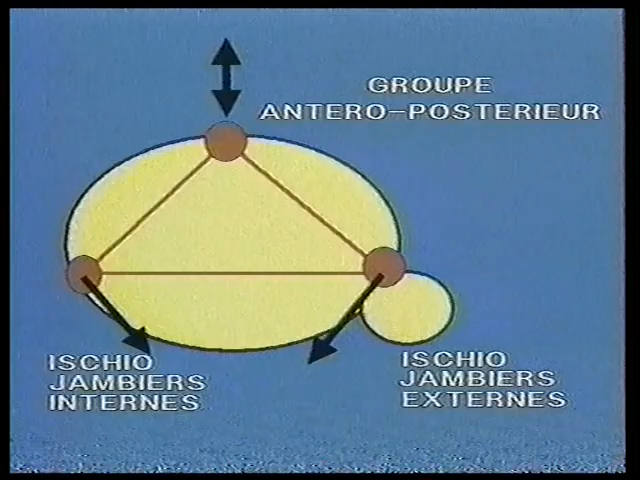 GROUPE
ANTERO-POSTERIEUR
ISCHIO
JAMBIERS
INTERNES
ISCHIO
JAMBIERS
EXTERNES